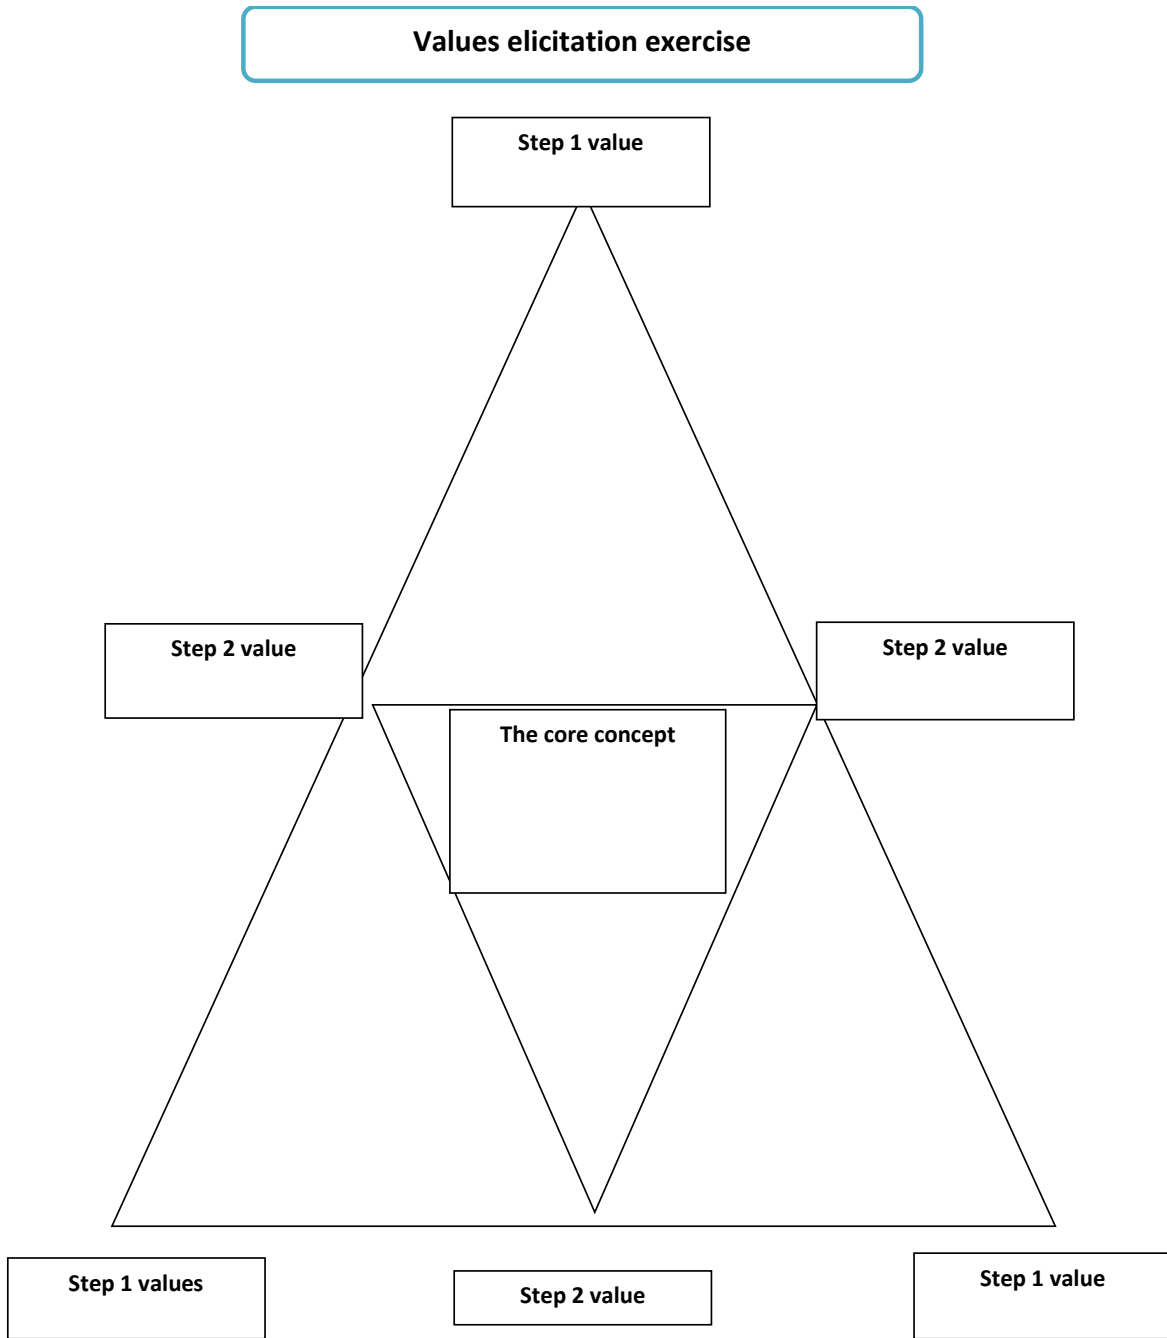 Values elicitation exercise
Step 1 value
Step 2 value
Step 2 value
The core concept
Step 1 values
Step 2 value
Step 1 value